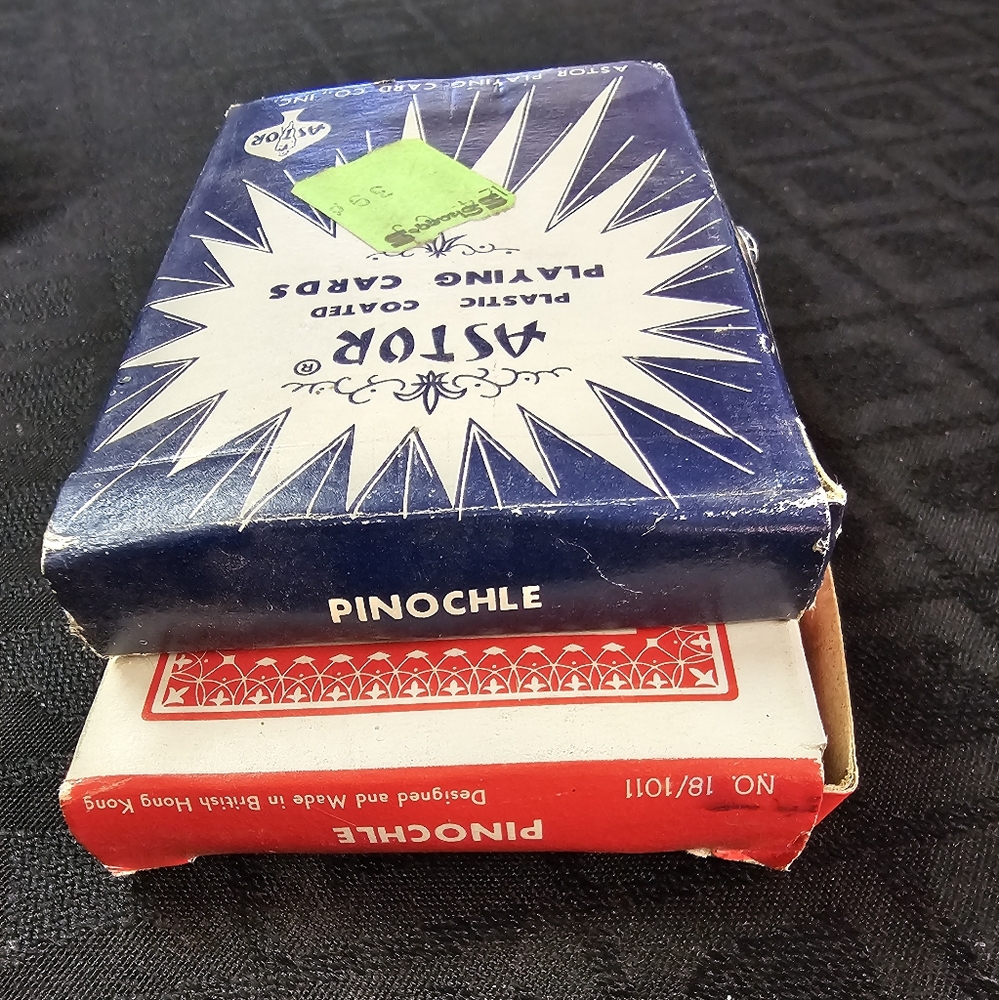 ASTOR PLAYING CARD CO., INC.
ASTOR
39¢
ASTOR®
PLASTIC COATED
PLAYING CARDS
PINOCHLE
PINOCHLE
Designed and Made in British Hong Kong
NO. 18/1011